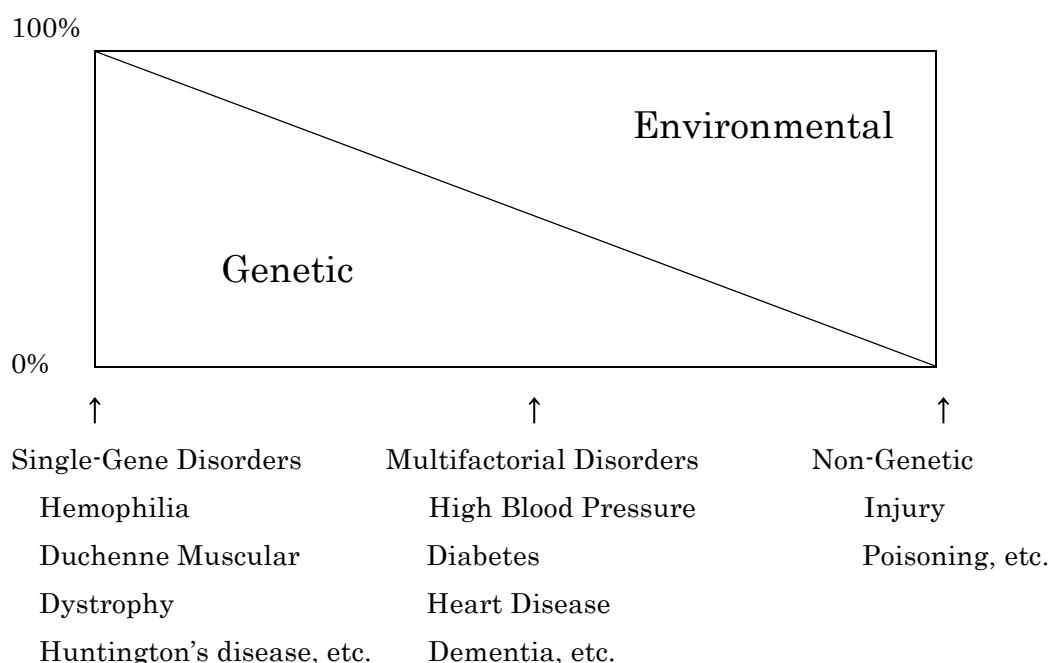 100%
Environmental
Genetic
0%
↑ ↑ ↑
Single-Gene Disorders Multifactorial Disorders Non-Genetic
Hemophilia High Blood Pressure Injury
Duchenne Muscular Diabetes Poisoning, etc.
Dystrophy Heart Disease
Huntington's disease, etc. Dementia, etc.